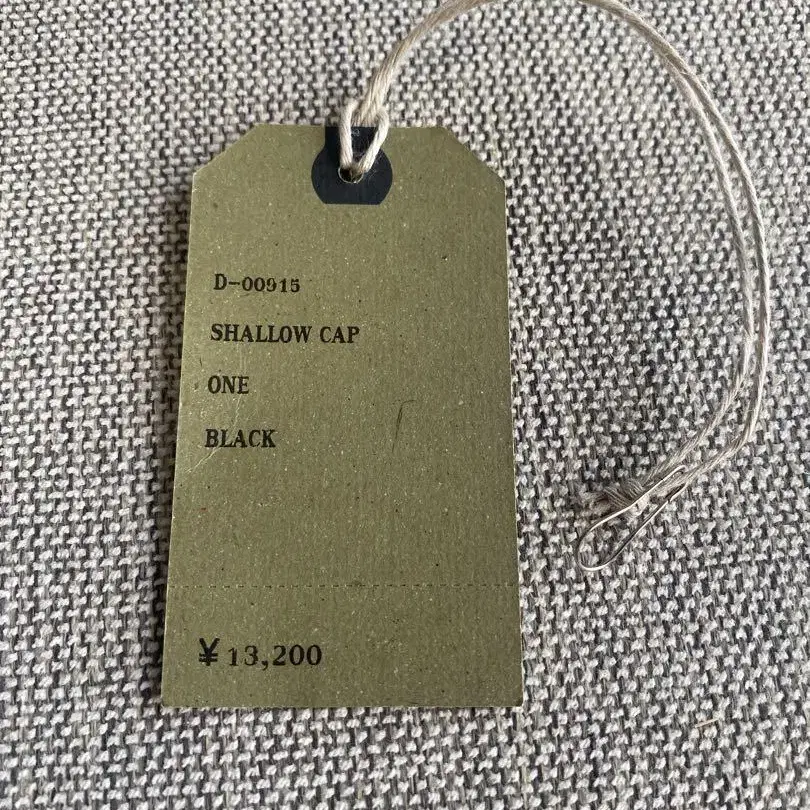 D-00915
SHALLOW CAP
ONE
BLACK
¥13,200